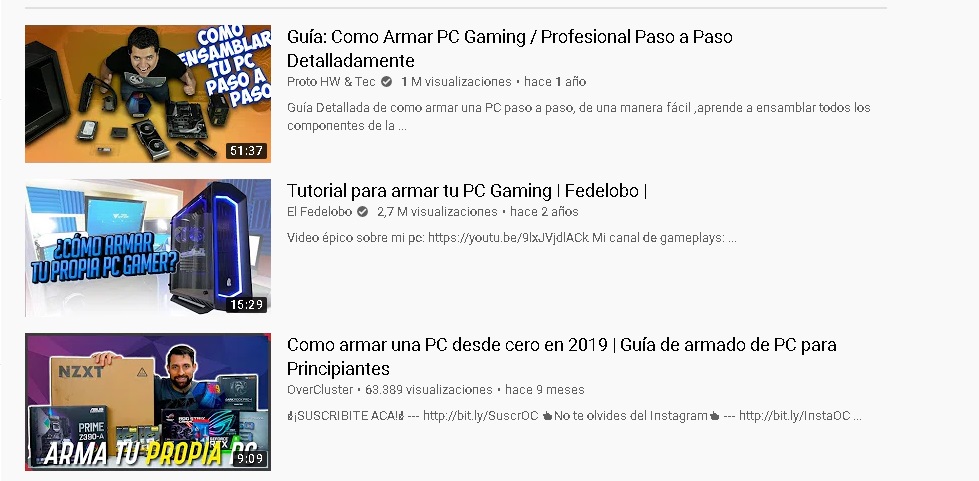 COMO
ENSAMBLAR
TU PC
PASO A
PASO
51:37
Guía: Como Armar PC Gaming / Profesional Paso a Paso
Detalladamente
Proto HW & Tec 1 M visualizaciones • hace 1 año
Guía Detallada de como armar una PC paso a paso, de una manera fácil ,aprende a ensamblar todos los
componentes de la ...
¿CÓMO ARMAR
TU PROPIA PC GAMER?
15:29
Tutorial para armar tu PC Gaming | Fedelobo |
El Fedelobo 2,7 M visualizaciones • hace 2 años
Video épico sobre mi pc: https://youtu.be/9lxJVjdlACk Mi canal de gameplays: ...
NZXT
ASUS
PRIME
Z390-A
ROG STRIX
GEFORCE
RTX
ARMA TU PROPIA PC
9:09
Como armar una PC desde cero en 2019 | Guía de armado de PC para
Principiantes
OverCluster • 63.389 visualizaciones • hace 9 meses
¡SUSCRIBITE ACA! --- http://bit.ly/SuscrOC No te olvides del Instagram --- http://bit.ly/InstaOC ...